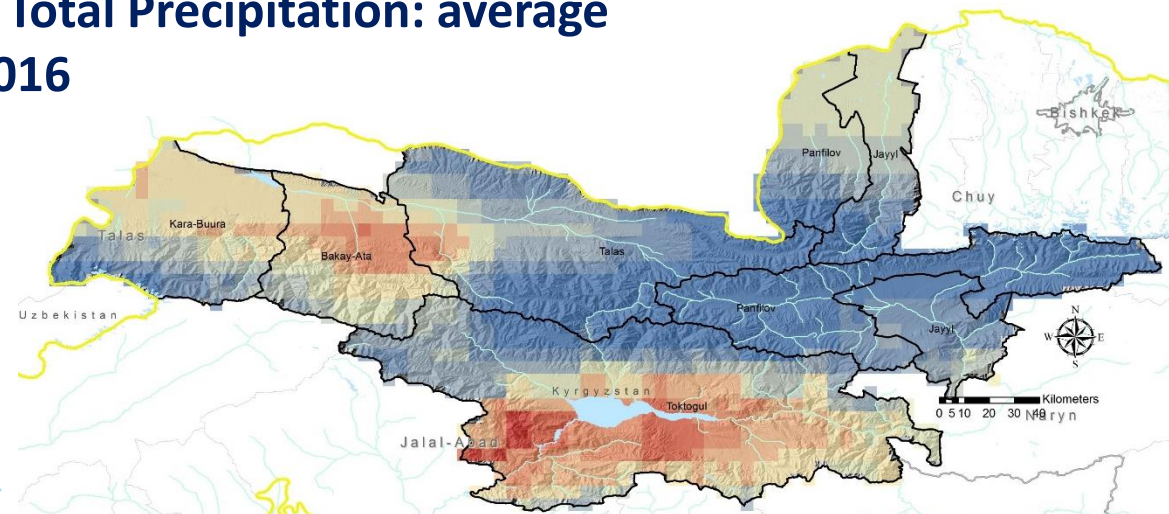 Total Precipitation: average
016
Bishkek
Panfilov
Jayyl
Chuy
Kara-Buura
Talas
Talas
Bakay-Ata
Panfilov
Uzbekistan
Jayyl
N
W E
S
Kyrgyzstan
Toktogul
Kilometers
0 5 10 20 30 40
Naryn
Jalal-Abad